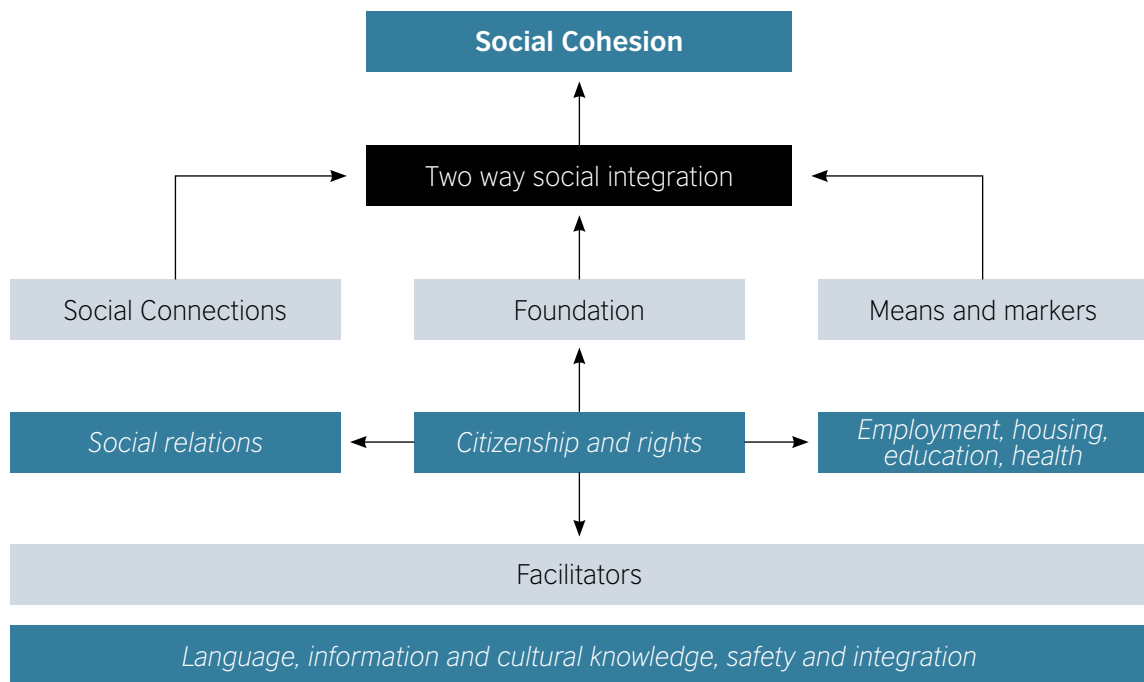 Social Cohesion
Two way social integration
Social Connections
Foundation
Means and markers
Social relations
Citizenship and rights
Employment, housing,
education, health
Facilitators
Language, information and cultural knowledge, safety and integration